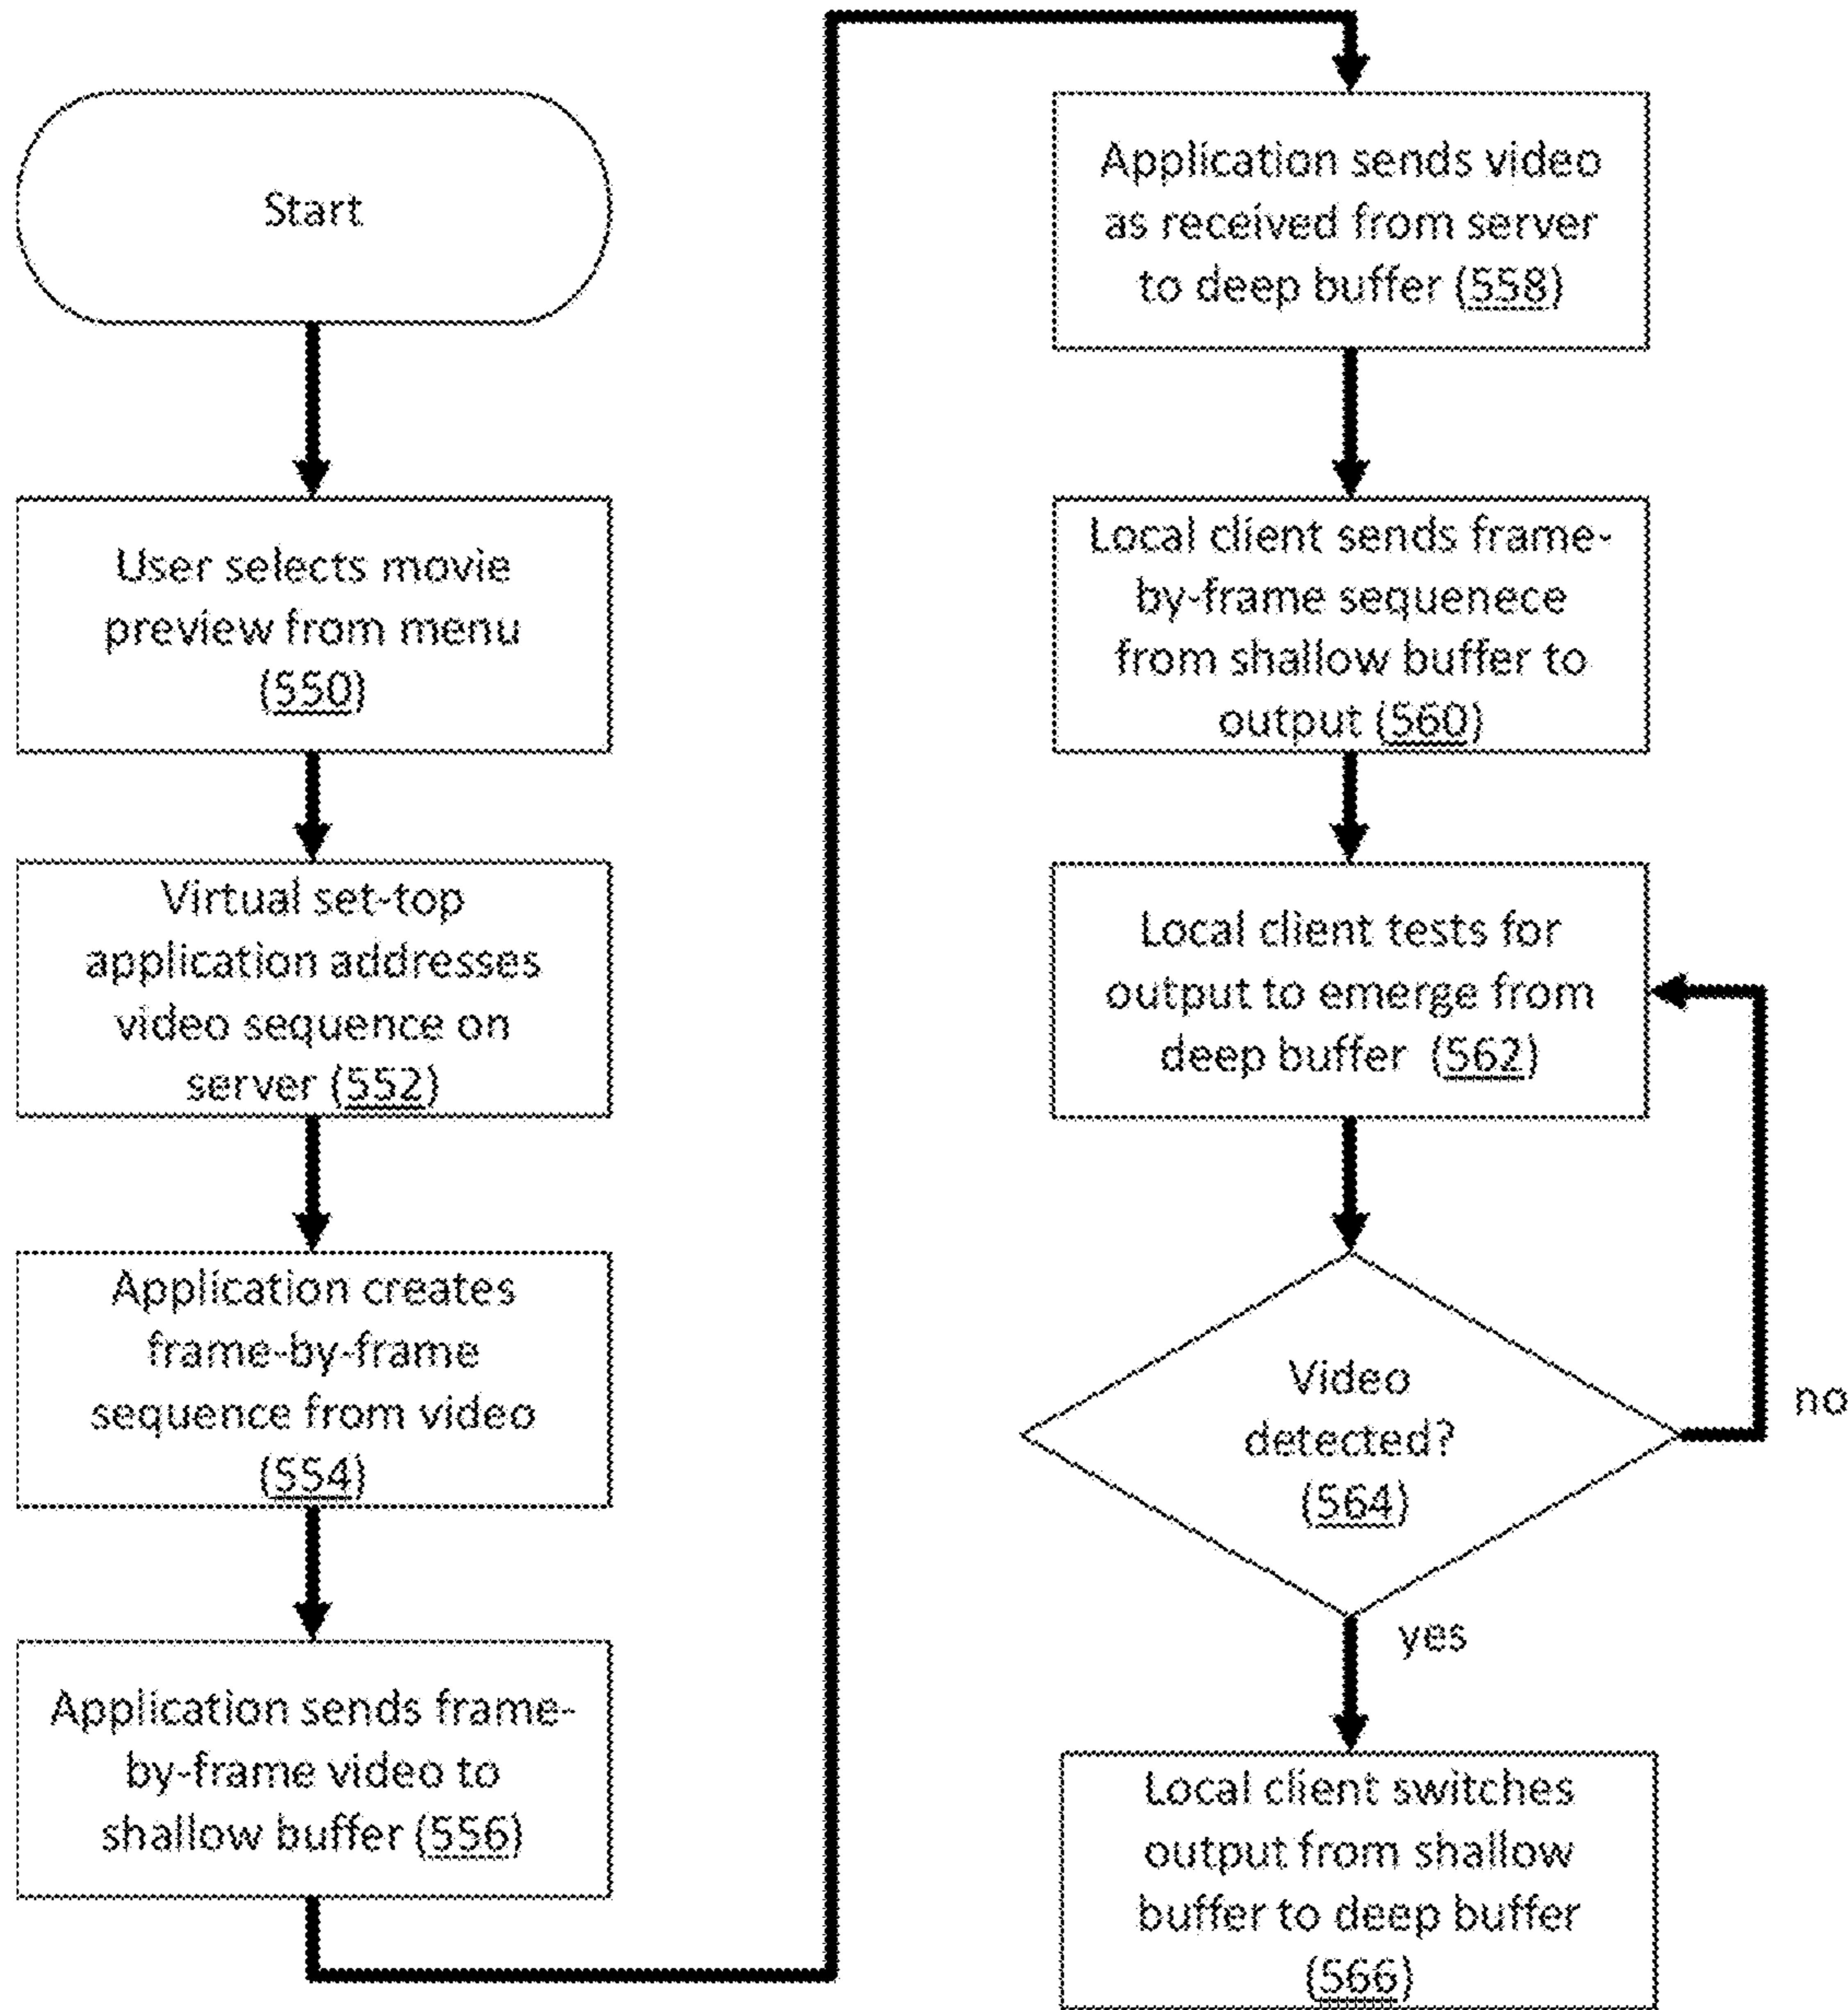 Start
User selects movie
preview from menu
(550)
Virtual set-top
application addresses
video sequence on
server (552)
Application creates
frame-by-frame
sequence from video
(554)
Application sends frame-
by-frame video to
shallow buffer (556)
Application sends video
as received from server
to deep buffer (558)
Local client sends frame-
by-frame sequenece
from shallow buffer to
output (560)
Local client tests for
output to emerge from
deep buffer (562)
Video
detected?
(564)
no
yes
Local client switches
output from shallow
buffer to deep buffer
(566)